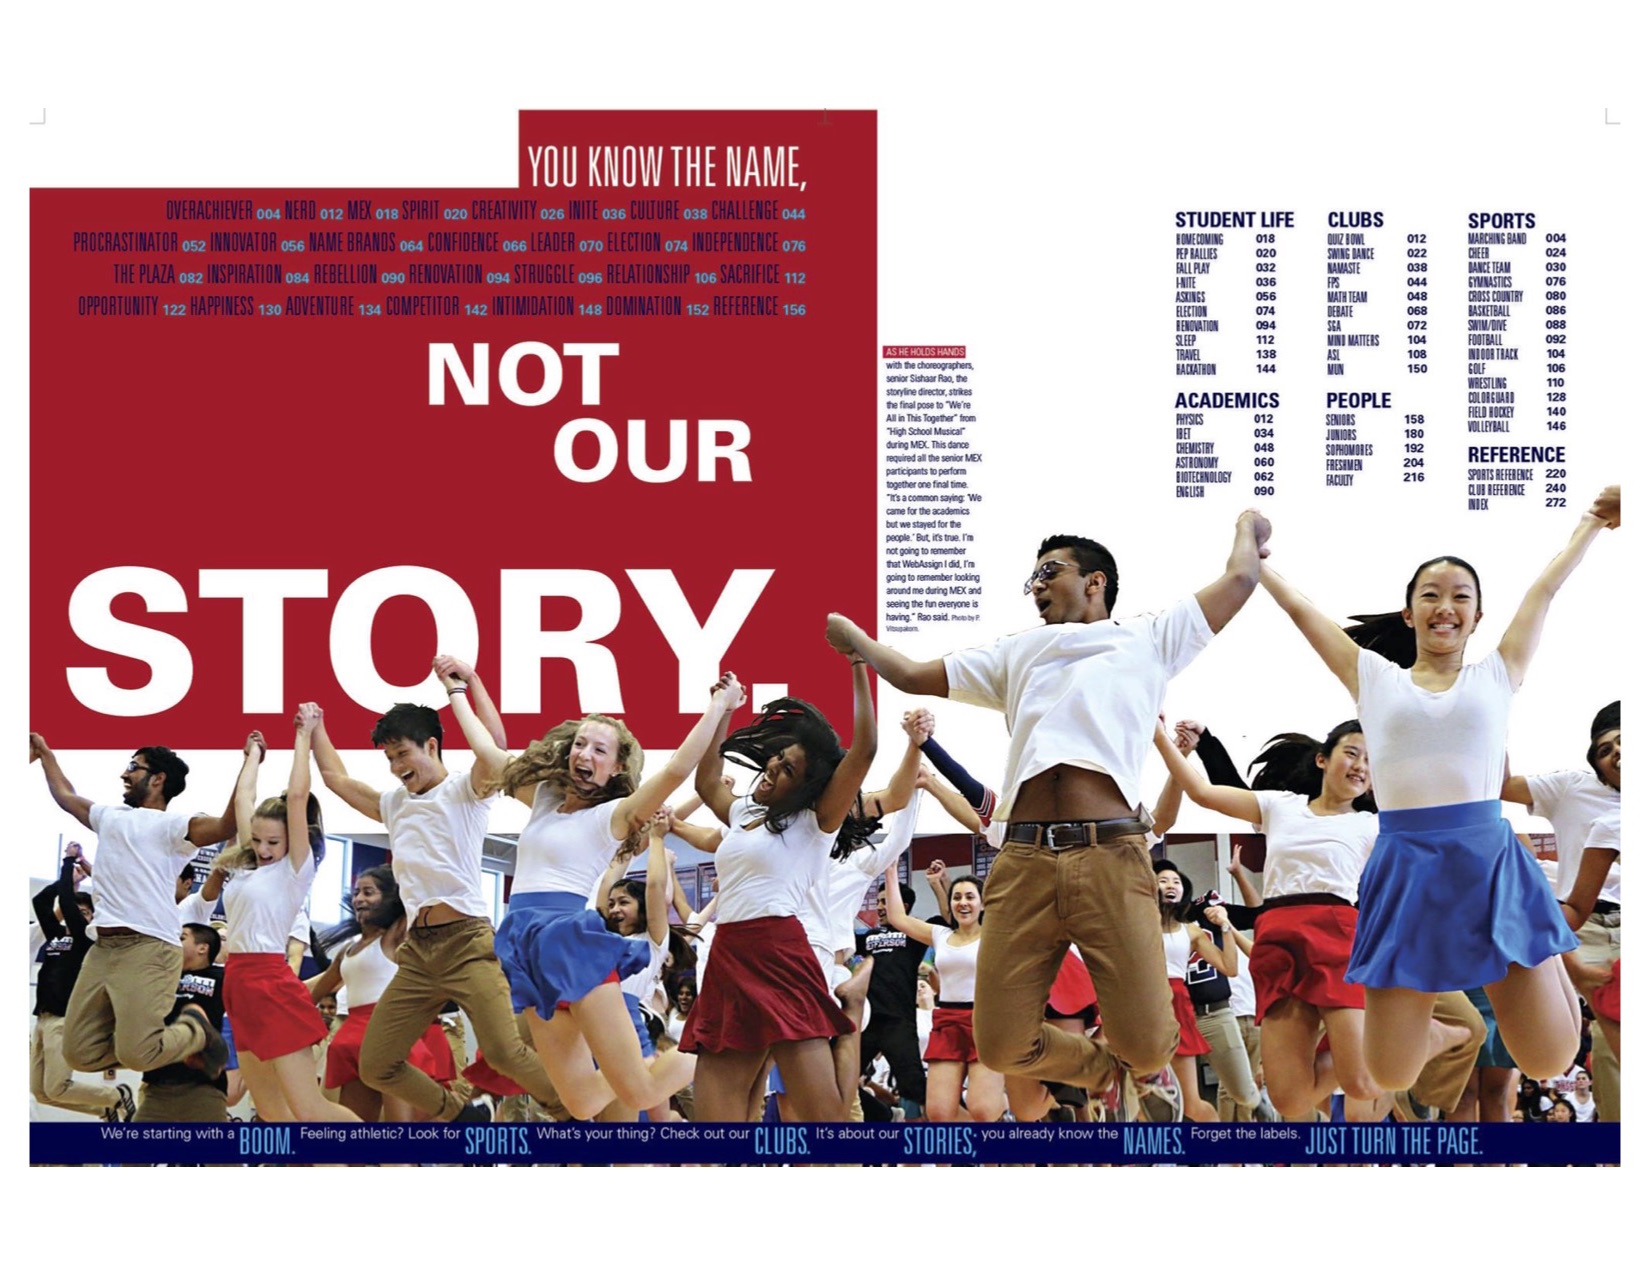 YOU KNOW THE NAME,
OVERACHIEVER 004 NERD 012 MEX 018 SPIRIT 020 CREATIVITY 026 INITE 036 CULTURE 038 CHALLENGE 044
PROCRASTINATOR 052 INNOVATOR 056 NAME BRANDS 064 CONFIDENCE 066 LEADER 070 ELECTION 074 INDEPENDENCE 076
THE PLAZA 082 INSPIRATION 084 REBELLION 090 RENOVATION 094 STRUGGLE 096 RELATIONSHIP 106 SACRIFICE 112
OPPORTUNITY 122 HAPPINESS 130 ADVENTURE 134 COMPETITOR 142 INTIMIDATION 148 DOMINATION 152 REFERENCE 156
NOT
OUR
STORY.
AS HE HOLDS HANDS
with the choreographers,
senior Sishaar Rao, the
storyline director, strikes
the final pose to "We're
All in This Together" from
"High School Musical"
during MEX. This dance
required all the senior MEX
participants to perform
together one final time.
"It's a common saying: 'We
came for the academics
but we stayed for the
people.' But, it's true. I'm
not going to remember
that WebAssign I did, I'm
going to remember looking
around me during MEX and
seeing the fun everyone is
having." Rao said. Photo by P.
STUDENT LIFE
HOMECOMING 018
PEP RALLIES 020
FALL PLAY 032
I-NITE 036
ASKINGS 056
ELECTION 074
RENOVATION 094
SLEEP 112
TRAVEL 138
HACKATHON 144
ACADEMICS
PHYSICS 012
IBET 034
CHEMISTRY 048
ASTRONOMY 060
BIOTECHNOLOGY 062
ENGLISH 090
CLUBS
QUIZ BOWL 012
SWING DANCE 022
NAMASTE 038
FPS 044
MATH TEAM 048
DEBATE 068
SGA 072
MIND MATTERS 104
ASL 108
MUN 150
PEOPLE
SENIORS 158
JUNIORS 180
SOPHOMORES 192
FRESHMEN 204
FACULTY 216
SPORTS
MARCHING BAND 004
CHEER 024
DANCE TEAM 030
GYMNASTICS 076
CROSS COUNTRY 080
BASKETBALL 086
SWIM/DIVE 088
FOOTBALL 092
INDOOR TRACK 104
GOLF 106
WRESTLING 110
COLORGUARD 128
FIELD HOCKEY 140
VOLLEYBALL 146
REFERENCE
SPORTS REFERENCE 220
CLUB REFERENCE 240
INDEX 272
We're starting with a BOOM. Feeling athletic? Look for SPORTS. What's your thing? Check out our CLUBS. It's about our STORIES; you already know the NAMES. Forget the labels. JUST TURN THE PAGE.